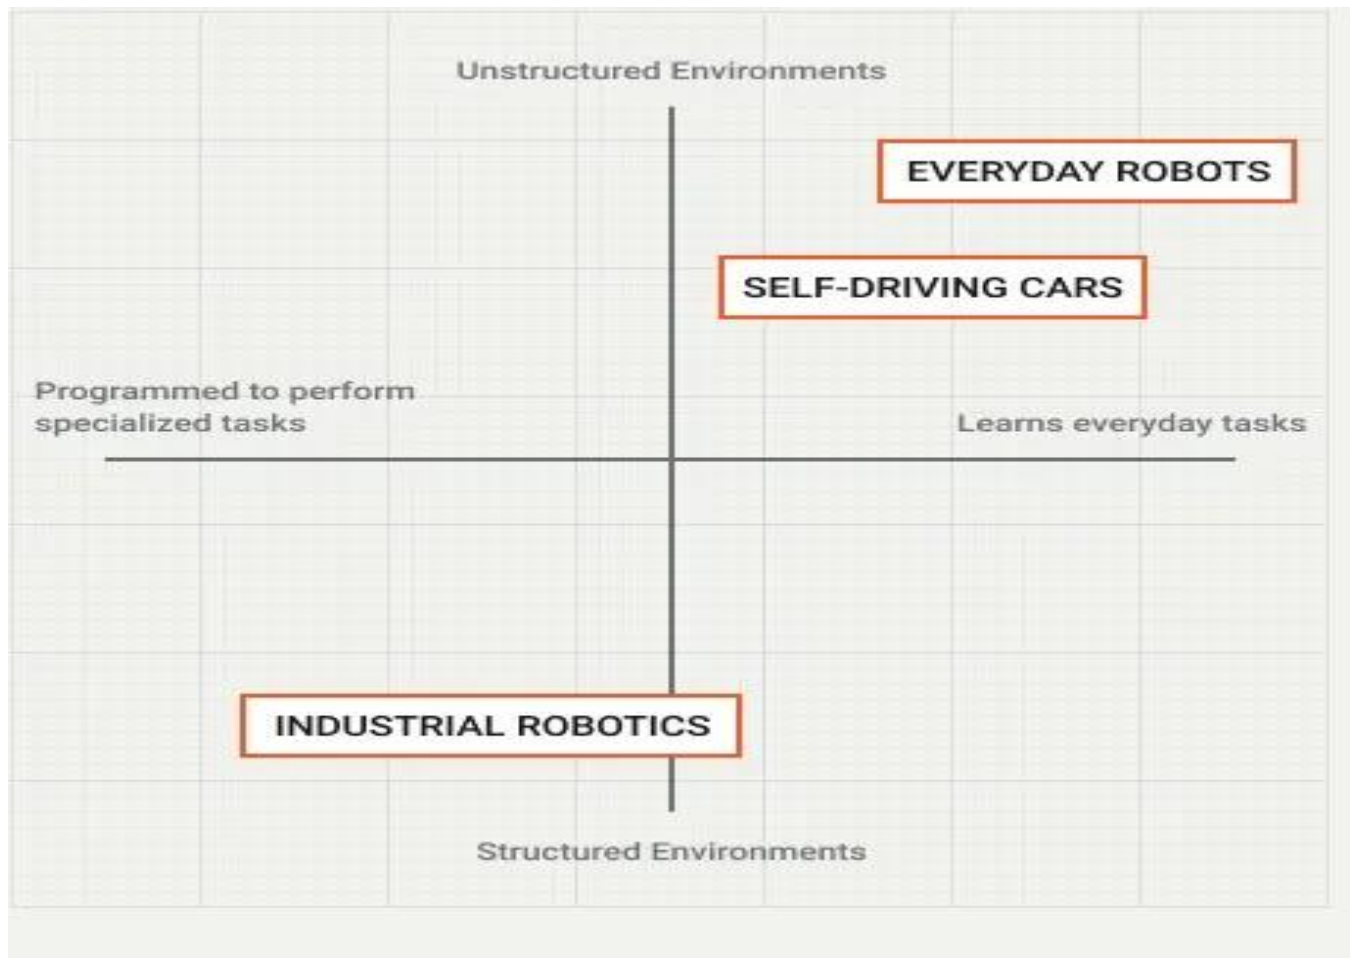 Unstructured Environments
EVERYDAY ROBOTS
SELF-DRIVING CARS
Programmed to perform
specialized tasks
Learns everyday tasks
INDUSTRIAL ROBOTICS
Structured Environments